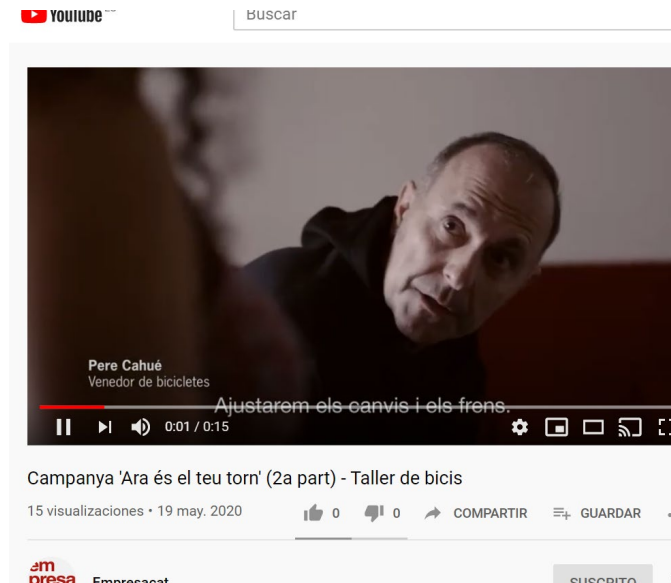 YouTube ES
Buscar
Pere Cahué
Venedor de bicicletes
Ajustarem els canvis i els frens.
0:01 / 0:15
Campanya 'Ara és el teu torn' (2a part) - Taller de bicis
15 visualizaciones • 19 may. 2020
0
0
COMPARTIR
GUARDAR
em
presa
Empresacat
SUSCRITO